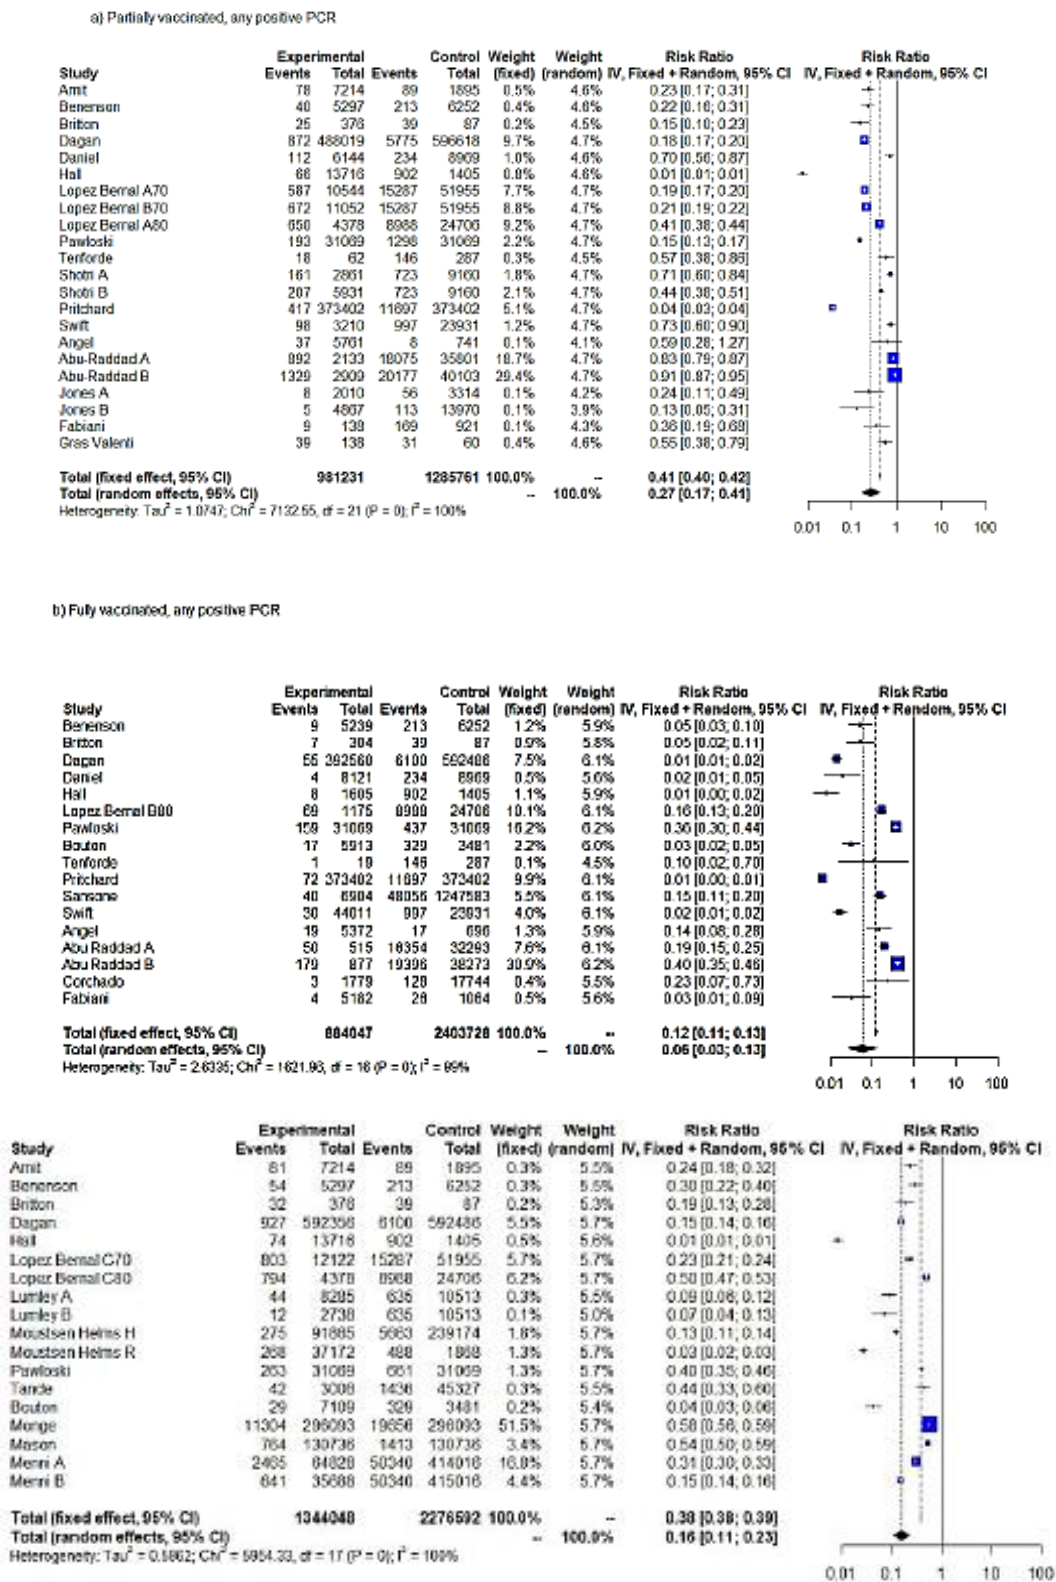 a) Partially vaccinated, any positive PCR
Experimental Control Weight Weight Risk Ratio Risk Ratio
Study Events Total Events Total (fixed) (random) IV, Fixed + Random, 95% CI IV, Fixed + Random, 95% CI
Amit 78 7214 89 1895 0.5% 4.6% 0.23 [0.17; 0.31]
Benenson 40 5297 213 6252 0.4% 4.6% 0.22 [0.16; 0.31]
Britton 25 376 39 87 0.2% 4.5% 0.15 [0.10; 0.23]
Dagan 872 488019 5775 596618 9.7% 4.7% 0.18 [0.17; 0.20]
Daniel 112 6144 234 8969 1.0% 4.6% 0.70 [0.56; 0.87]
Hall 66 13716 902 1405 0.8% 4.6% 0.01 [0.01; 0.01]
Lopez Bernal A70 587 10544 15287 51955 7.7% 4.7% 0.19 [0.17; 0.20]
Lopez Bernal B70 672 11052 15287 51955 8.8% 4.7% 0.21 [0.19; 0.22]
Lopez Bernal A80 650 4378 8988 24706 9.2% 4.7% 0.41 [0.38; 0.44]
Pawloski 193 31069 1298 31069 2.2% 4.7% 0.15 [0.13; 0.17]
Tenforde 18 62 146 287 0.3% 4.5% 0.57 [0.38; 0.86]
Shotri A 161 2861 723 9160 1.8% 4.7% 0.71 [0.60; 0.84]
Shotri B 207 5931 723 9160 2.1% 4.7% 0.44 [0.38; 0.51]
Pritchard 417 373402 11697 373402 5.1% 4.7% 0.04 [0.03; 0.04]
Swift 98 3210 997 23931 1.2% 4.7% 0.73 [0.60; 0.90]
Angel 37 5761 8 741 0.1% 4.1% 0.59 [0.28; 1.27]
Abu-Raddad A 892 2133 18075 35801 18.7% 4.7% 0.83 [0.79; 0.87]
Abu-Raddad B 1329 2909 20177 40103 29.4% 4.7% 0.91 [0.87; 0.95]
Jones A 8 2010 56 3314 0.1% 4.2% 0.24 [0.11; 0.49]
Jones B 5 4867 113 13970 0.1% 3.9% 0.13 [0.05; 0.31]
Fabiani 9 138 169 921 0.1% 4.3% 0.36 [0.19; 0.68]
Gras Valenti 39 138 31 60 0.4% 4.6% 0.55 [0.38; 0.79]
Total (fixed effect, 95% CI) 981231 1285761 100.0% -- 0.41 [0.40; 0.42]
Total (random effects, 95% CI) -- 100.0% 0.27 [0.17; 0.41]
Heterogeneity: Tau² = 1.0747; Chi² = 7132.55, df = 21 (P = 0); I² = 100%
0.01 0.1 1 10 100
b) Fully vaccinated, any positive PCR
Experimental Control Weight Weight Risk Ratio Risk Ratio
Study Events Total Events Total (fixed) (random) IV, Fixed + Random, 95% CI IV, Fixed + Random, 95% CI
Benenson 9 5239 213 6252 1.2% 5.9% 0.05 [0.03; 0.10]
Britton 7 304 39 87 0.9% 5.8% 0.05 [0.02; 0.11]
Dagan 55 392560 6100 592486 7.5% 6.1% 0.01 [0.01; 0.02]
Daniel 4 8121 234 8969 0.5% 5.6% 0.02 [0.01; 0.05]
Hall 8 1605 902 1405 1.1% 5.9% 0.01 [0.00; 0.02]
Lopez Bernal B80 69 1175 8988 24706 10.1% 6.1% 0.16 [0.13; 0.20]
Pawloski 159 31069 437 31069 16.2% 6.2% 0.36 [0.30; 0.44]
Bouton 17 5913 329 3481 2.2% 6.0% 0.03 [0.02; 0.05]
Tenforde 1 19 146 287 0.1% 4.5% 0.10 [0.02; 0.70]
Pritchard 72 373402 11697 373402 9.9% 6.1% 0.01 [0.00; 0.01]
Sansone 40 6904 48056 1247583 5.5% 6.1% 0.15 [0.11; 0.20]
Swift 30 44011 997 23931 4.0% 6.1% 0.02 [0.01; 0.02]
Angel 19 5372 17 696 1.3% 5.9% 0.14 [0.08; 0.28]
Abu Raddad A 50 515 16354 32293 7.6% 6.1% 0.19 [0.15; 0.25]
Abu Raddad B 179 877 19396 38273 30.9% 6.2% 0.40 [0.35; 0.46]
Corchado 3 1779 128 17744 0.4% 5.5% 0.23 [0.07; 0.73]
Fabiani 4 5182 28 1064 0.5% 5.6% 0.03 [0.01; 0.09]
Total (fixed effect, 95% CI) 884047 2403728 100.0% -- 0.12 [0.11; 0.13]
Total (random effects, 95% CI) -- 100.0% 0.06 [0.03; 0.13]
Heterogeneity: Tau² = 2.6335; Chi² = 1621.96, df = 16 (P = 0); I² = 99%
0.01 0.1 1 10 100
Experimental Control Weight Weight Risk Ratio Risk Ratio
Study Events Total Events Total (fixed) (random) IV, Fixed + Random, 95% CI IV, Fixed + Random, 95% CI
Amit 81 7214 89 1895 0.3% 5.5% 0.24 [0.18; 0.32]
Benenson 54 5297 213 6252 0.3% 5.5% 0.30 [0.22; 0.40]
Britton 32 376 39 87 0.2% 5.3% 0.19 [0.13; 0.28]
Dagan 927 592356 6100 592486 5.5% 5.7% 0.15 [0.14; 0.16]
Hall 74 13716 902 1405 0.5% 5.6% 0.01 [0.01; 0.01]
Lopez Bernal C70 803 12122 15287 51955 5.7% 5.7% 0.23 [0.21; 0.24]
Lopez Bernal C80 794 4378 8988 24706 6.2% 5.7% 0.50 [0.47; 0.53]
Lumley A 44 8285 635 10513 0.3% 5.5% 0.09 [0.06; 0.12]
Lumley B 12 2738 635 10513 0.1% 5.0% 0.07 [0.04; 0.13]
Moustsen Helms H 275 91865 5663 239174 1.8% 5.7% 0.13 [0.11; 0.14]
Moustsen Helms R 268 37172 488 1868 1.3% 5.7% 0.03 [0.02; 0.03]
Pawloski 263 31069 661 31069 1.3% 5.7% 0.40 [0.35; 0.46]
Tande 42 3006 1436 45327 0.3% 5.5% 0.44 [0.33; 0.60]
Bouton 29 7109 329 3481 0.2% 5.4% 0.04 [0.03; 0.06]
Monge 11304 296093 19656 296093 51.5% 5.7% 0.58 [0.56; 0.59]
Mason 764 130736 1413 130736 3.4% 5.7% 0.54 [0.50; 0.59]
Menni A 2465 64828 50340 414016 16.8% 5.7% 0.31 [0.30; 0.33]
Menni B 641 35688 50340 415016 4.4% 5.7% 0.15 [0.14; 0.16]
Total (fixed effect, 95% CI) 1344048 2276592 100.0% -- 0.38 [0.38; 0.39]
Total (random effects, 95% CI) -- 100.0% 0.16 [0.11; 0.23]
Heterogeneity: Tau² = 0.5862; Chi² = 5954.33, df = 17 (P = 0); I² = 100%
0.01 0.1 1 10 100